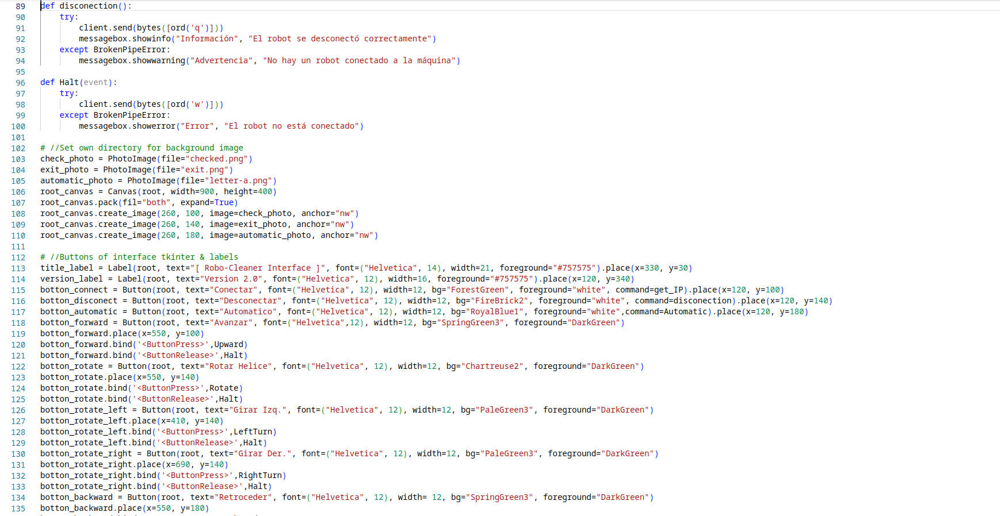 89 def disconection():
90     try:
91         client.send(bytes([ord('q')]))
92         messagebox.showinfo("Información", "El robot se desconectó correctamente")
93     except BrokenPipeError:
94         messagebox.showwarning("Advertencia", "No hay un robot conectado a la máquina")
95
96 def Halt(event):
97     try:
98         client.send(bytes([ord('w')]))
99     except BrokenPipeError:
100         messagebox.showerror("Error", "El robot no está conectado")
101
102 # //Set own directory for background image
103 check_photo = PhotoImage(file="checked.png")
104 exit_photo = PhotoImage(file="exit.png")
105 automatic_photo = PhotoImage(file="letter-a.png")
106 root_canvas = Canvas(root, width=900, height=400)
107 root_canvas.pack(fil="both", expand=True)
108 root_canvas.create_image(260, 100, image=check_photo, anchor="nw")
109 root_canvas.create_image(260, 140, image=exit_photo, anchor="nw")
110 root_canvas.create_image(260, 180, image=automatic_photo, anchor="nw")
111
112 # //Buttons of interface tkinter & labels
113 title_label = Label(root, text="[ Robo-Cleaner Interface ]", font=("Helvetica", 14), width=21, foreground="#757575").place(x=330, y=30)
114 version_label = Label(root, text="Version 2.0", font=("Helvetica", 12), width=16, foreground="#757575").place(x=120, y=340)
115 botton_connect = Button(root, text="Conectar", font=("Helvetica", 12), width=12, bg="ForestGreen", foreground="white", command=get_IP).place(x=120, y=100)
116 botton_disconect = Button(root, text="Desconectar", font=("Helvetica", 12), width=12, bg="FireBrick2", foreground="white", command=disconection).place(x=120, y=140)
117 botton_automatic = Button(root, text="Automatico", font=("Helvetica", 12), width=12, bg="RoyalBlue1", foreground="white",command=Automatic).place(x=120, y=180)
118 botton_forward = Button(root, text="Avanzar", font=("Helvetica",12), width=12, bg="SpringGreen3", foreground="DarkGreen")
119 botton_forward.place(x=550, y=100)
120 botton_forward.bind('<ButtonPress>',Upward)
121 botton_forward.bind('<ButtonRelease>',Halt)
122 botton_rotate = Button(root, text="Rotar Helice", font=("Helvetica", 12), width=12, bg="Chartreuse2", foreground="DarkGreen")
123 botton_rotate.place(x=550, y=140)
124 botton_rotate.bind('<ButtonPress>',Rotate)
125 botton_rotate.bind('<ButtonRelease>',Halt)
126 botton_rotate_left = Button(root, text="Girar Izq.", font=("Helvetica", 12), width=12, bg="PaleGreen3", foreground="DarkGreen")
127 botton_rotate_left.place(x=410, y=140)
128 botton_rotate_left.bind('<ButtonPress>',LeftTurn)
129 botton_rotate_left.bind('<ButtonRelease>',Halt)
130 botton_rotate_right = Button(root, text="Girar Der.", font=("Helvetica", 12), width=12, bg="PaleGreen3", foreground="DarkGreen")
131 botton_rotate_right.place(x=690, y=140)
132 botton_rotate_right.bind('<ButtonPress>',RightTurn)
133 botton_rotate_right.bind('<ButtonRelease>',Halt)
134 botton_backward = Button(root, text="Retroceder", font=("Helvetica", 12), width= 12, bg="SpringGreen3", foreground="DarkGreen")
135 botton_backward.place(x=550, y=180)